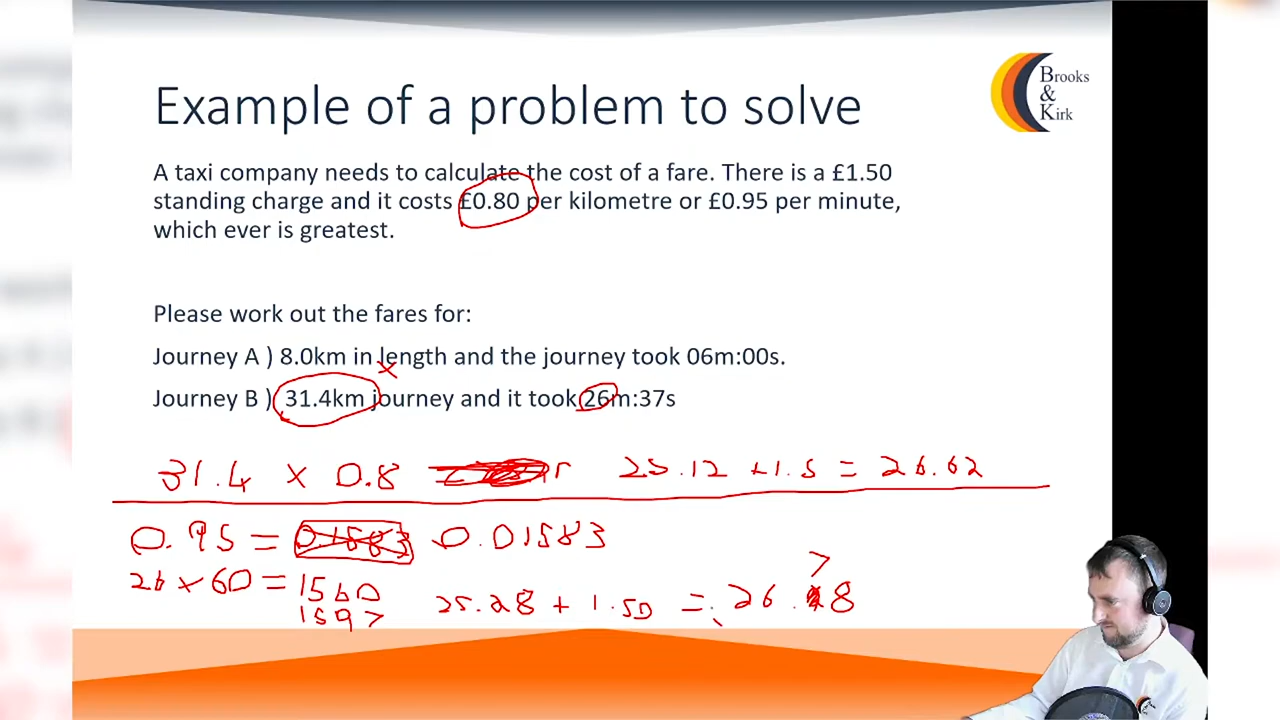 Brooks
&
Kirk
Example of a problem to solve
A taxi company needs to calculate the cost of a fare. There is a £1.50
standing charge and it costs £0.80 per kilometre or £0.95 per minute,
which ever is greatest.
Please work out the fares for:
Journey A ) 8.0km in length and the journey took 06m:00s.
Journey B ) 31.4km journey and it took 26m:37s
31.4 x 0.8 25.12 +1.5 = 26.62
0.95 = 0.1583 0.01583
26 x 60 = 1560
1597
25.28 + 1.50 = 26.78